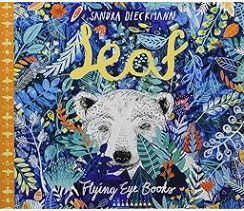 SANDRA DIECKMANN
Leaf
Flying Eye Books